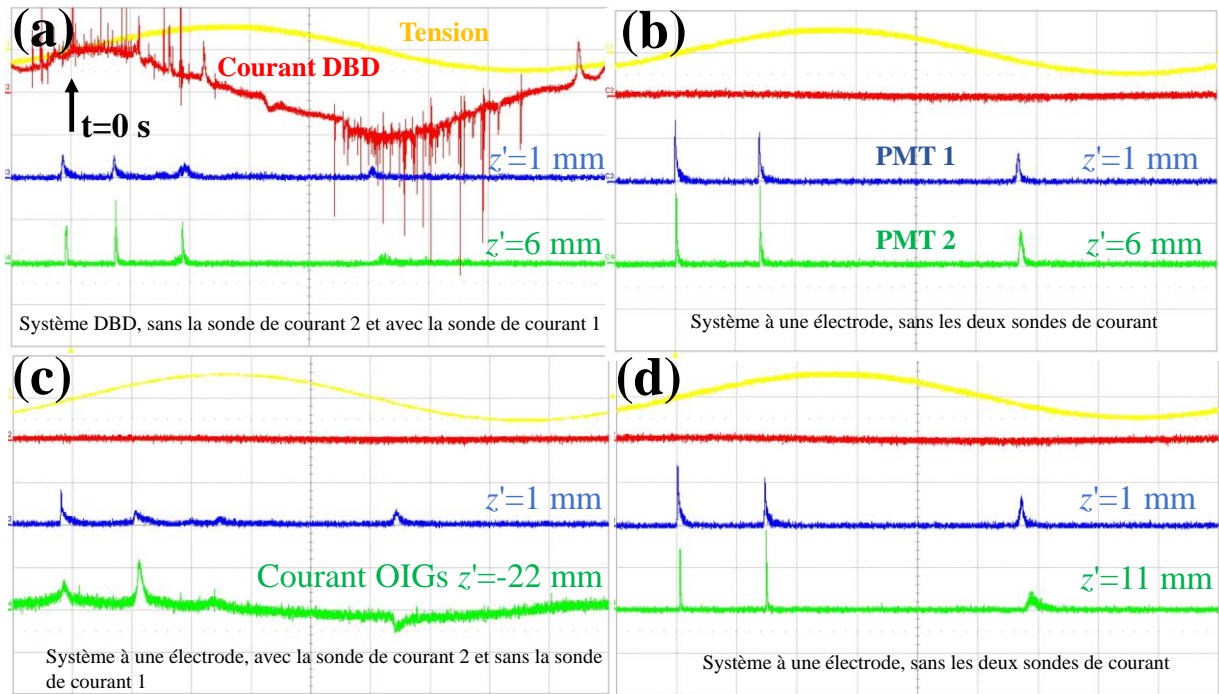 (a)
Tension
Courant DBD
t=0 s
z'=1 mm
z'=6 mm
Système DBD, sans la sonde de courant 2 et avec la sonde de courant 1
(b)
PMT 1
z'=1 mm
PMT 2
z'=6 mm
Système à une électrode, sans les deux sondes de courant
(c)
z'=1 mm
Courant OIGs z'=-22 mm
Système à une électrode, avec la sonde de courant 2 et sans la sonde
de courant 1
(d)
z'=1 mm
z'=11 mm
Système à une électrode, sans les deux sondes de courant